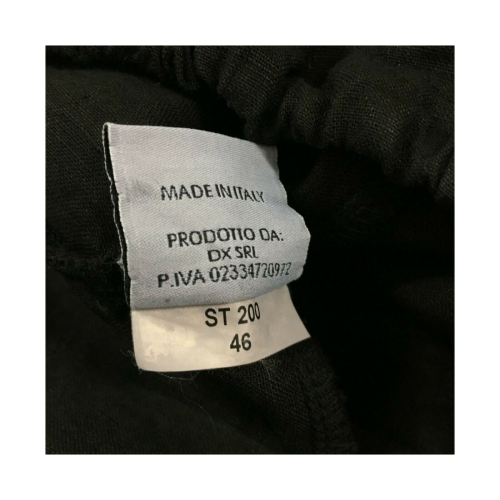 MADE IN ITALY
PRODOTTO DA:
DX SRL
P.IVA 02334720972
ST 200
46